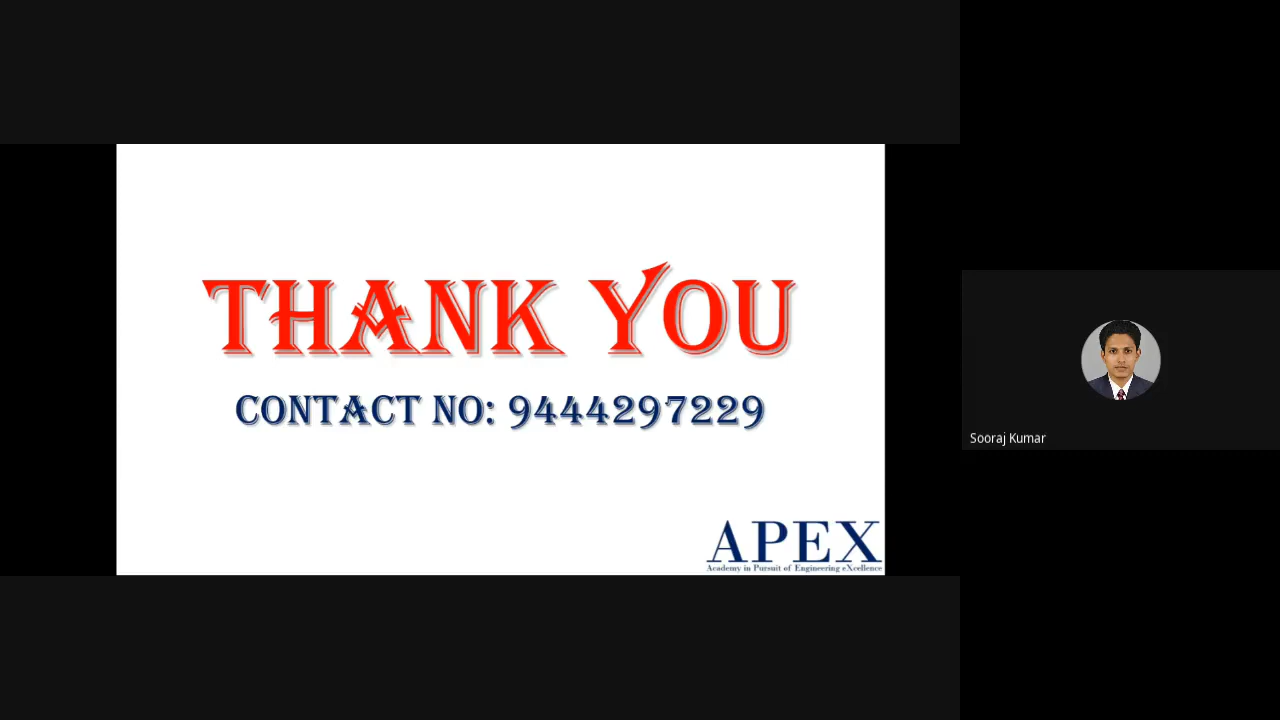 THANK YOU
CONTACT NO: 9444297229
APEX
Academy in Pursuit of Engineering eXcellence
Sooraj Kumar